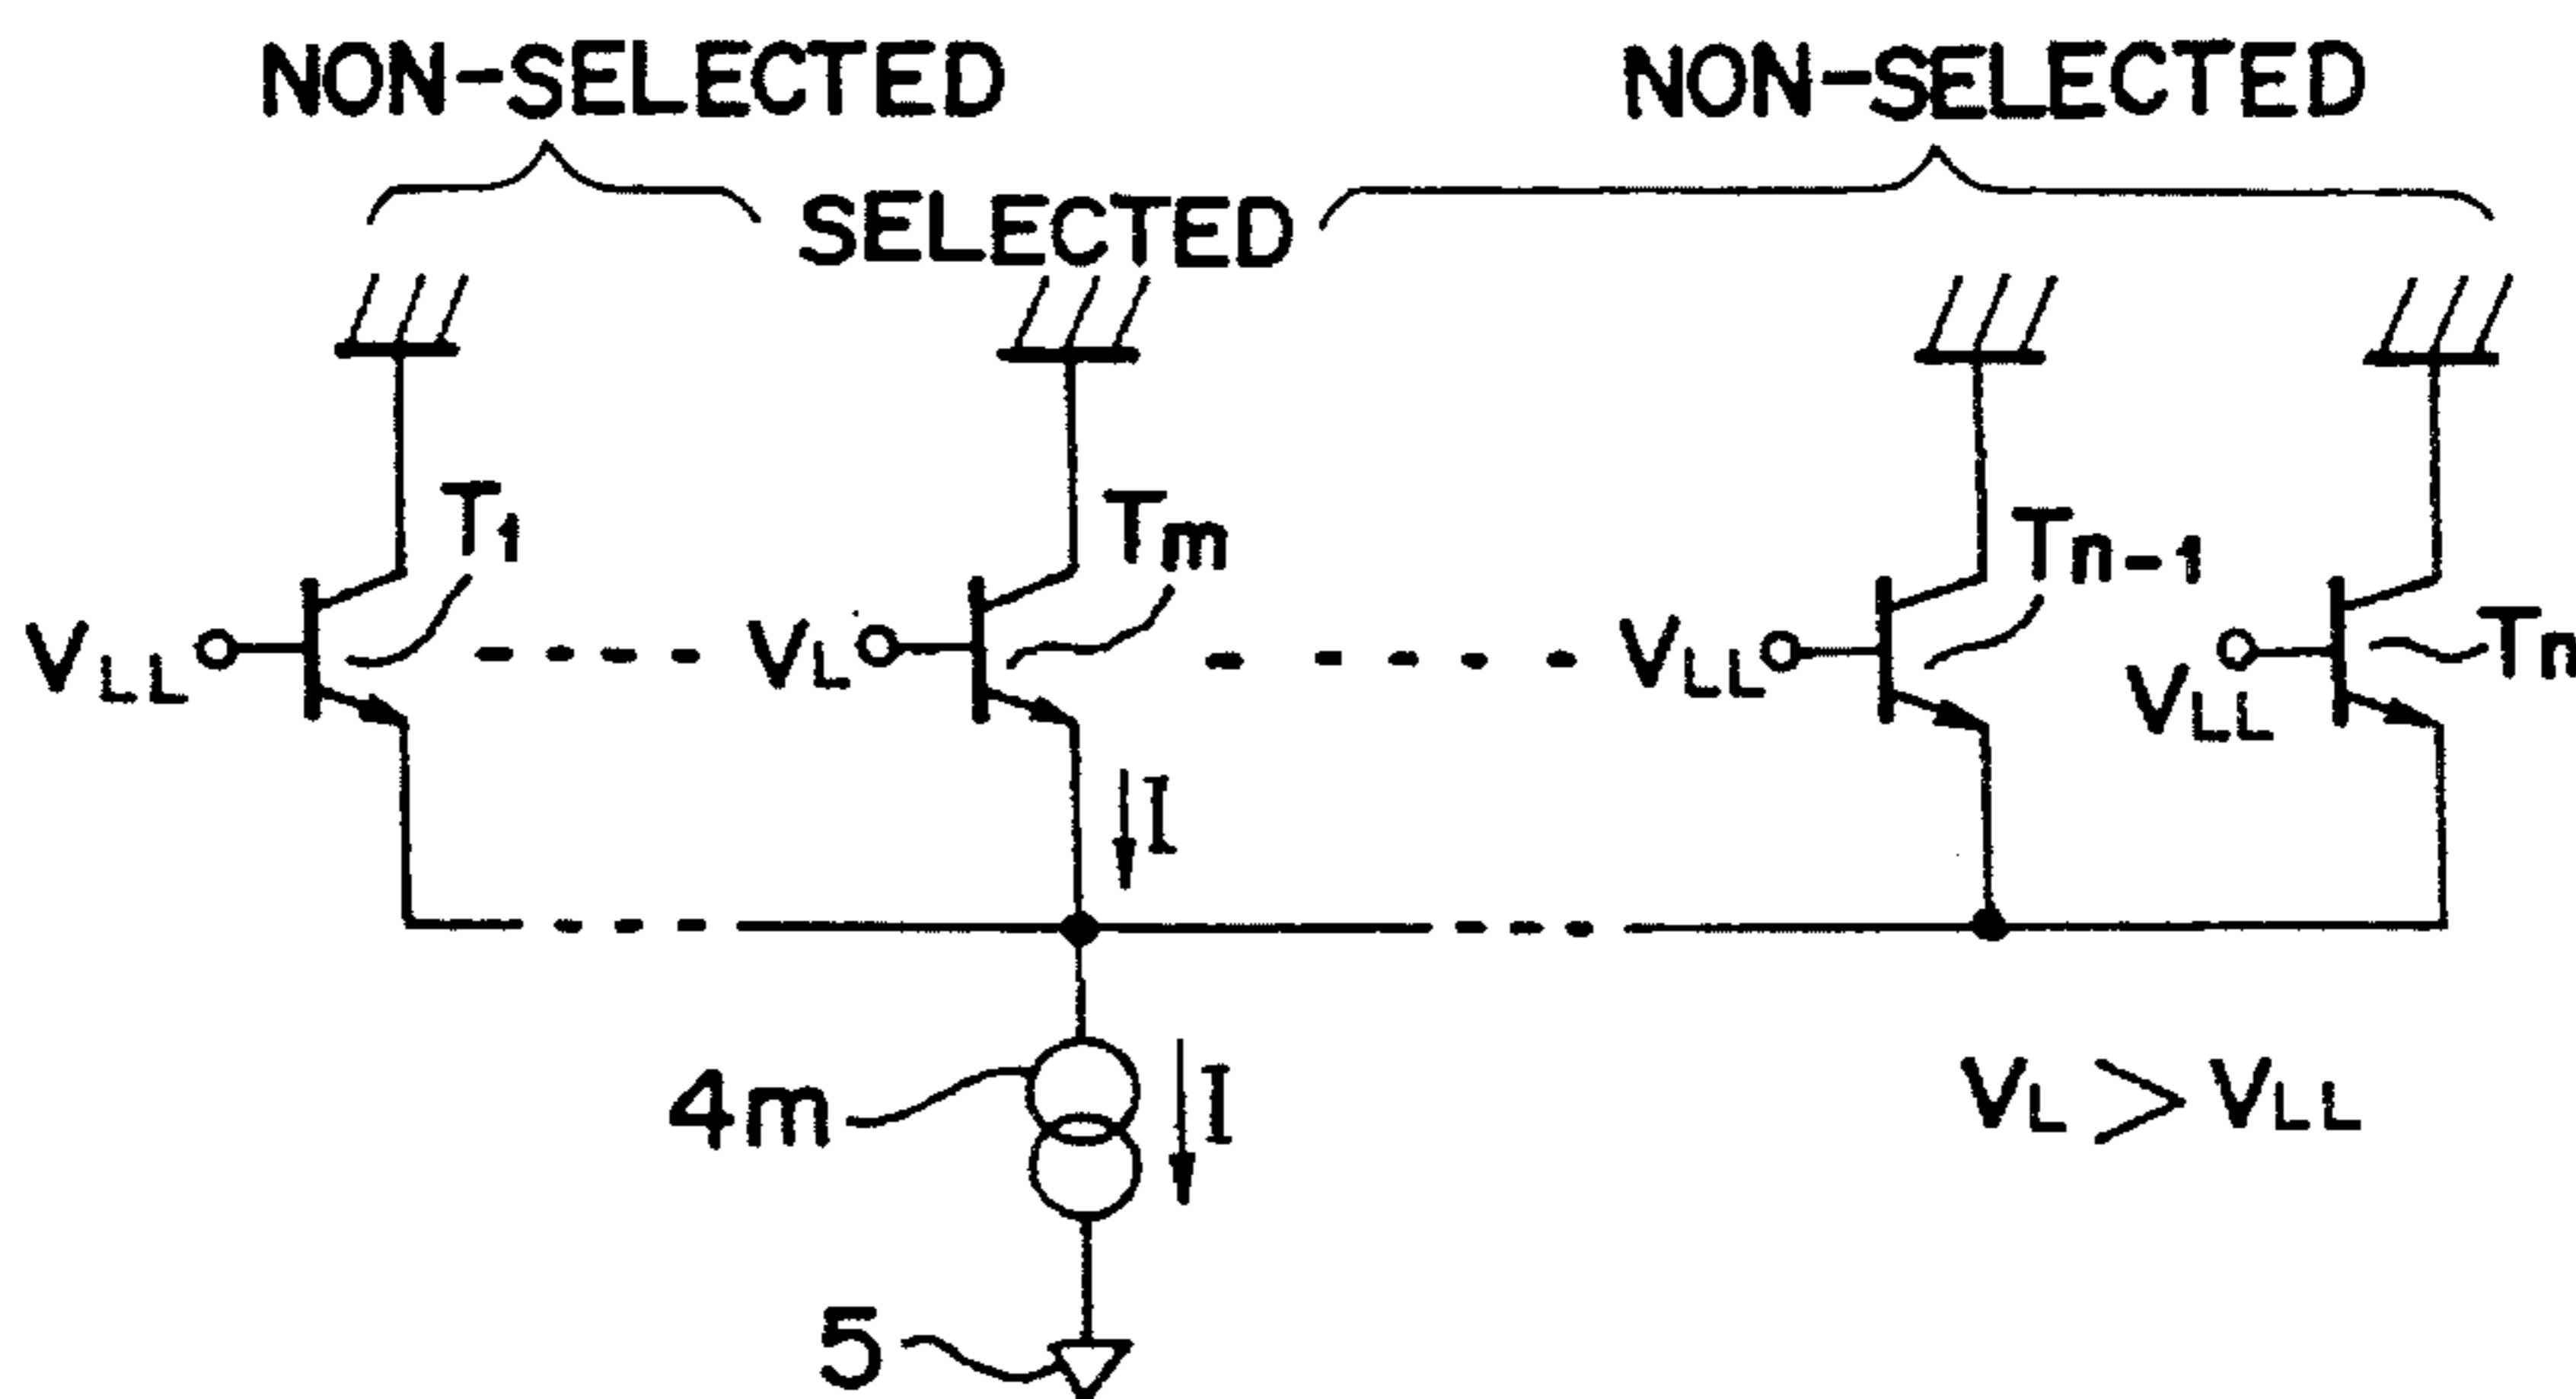 NON-SELECTED
NON-SELECTED
SELECTED
T1
Tm
Tn-1
Tn
VLL
VL
VLL
VLL
I
4m
I
VL > VLL
5